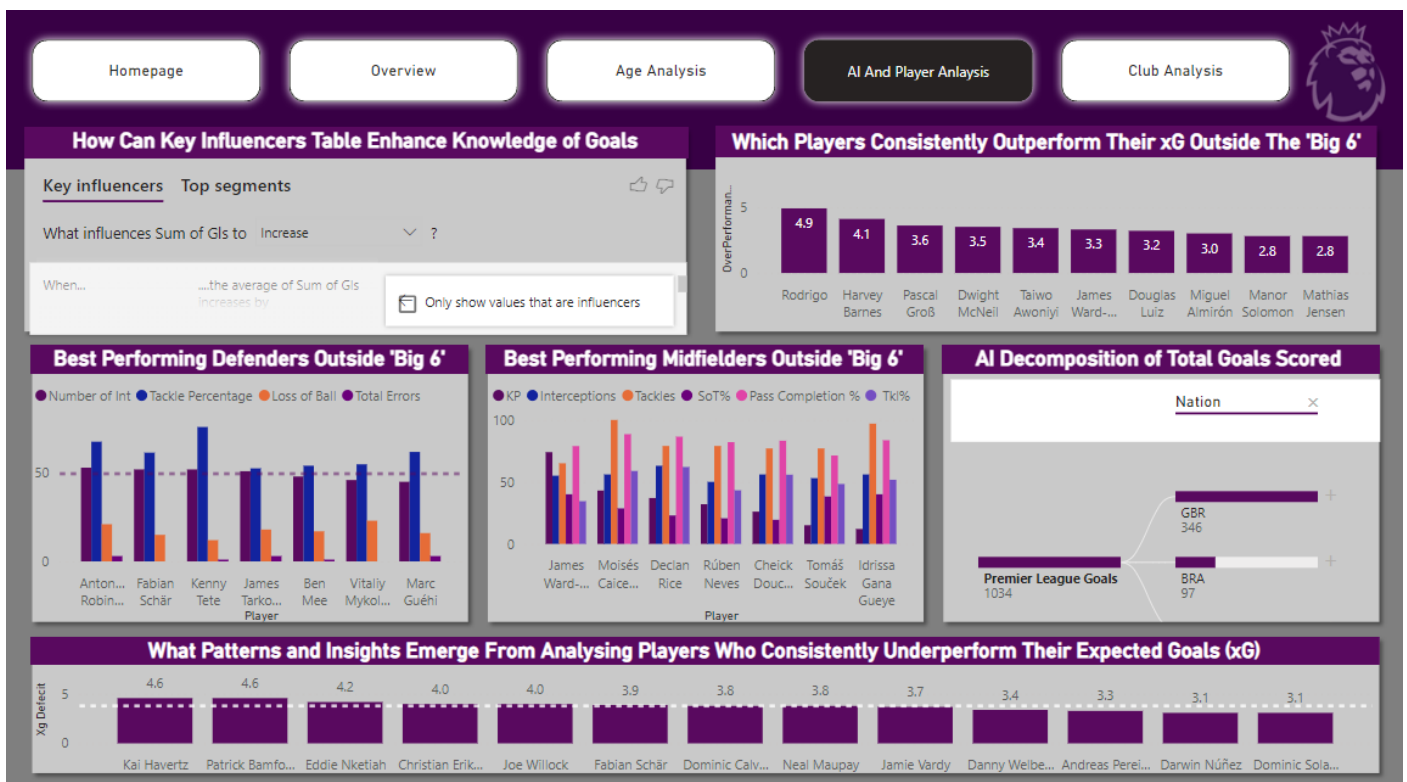 Homepage
Overview
Age Analysis
AI And Player Anlaysis
Club Analysis
How Can Key Influencers Table Enhance Knowledge of Goals
Key influencers Top segments
What influences Sum of Gls to Increase ?
When...
....the average of Sum of Gls
increases by
Only show values that are influencers
Which Players Consistently Outperform Their xG Outside The 'Big 6'
OverPerforman...
5
0
4.9
4.1
3.6
3.5
3.4
3.3
3.2
3.0
2.8
2.8
Rodrigo
Harvey
Barnes
Pascal
Groß
Dwight
McNeil
Taiwo
Awoniyi
James
Ward-...
Douglas
Luiz
Miguel
Almirón
Manor
Solomon
Mathias
Jensen
Best Performing Defenders Outside 'Big 6'
Number of Int Tackle Percentage Loss of Ball Total Errors
50
0
Anton...
Robin...
Fabian
Schär
Kenny
Tete
James
Tarko...
Ben
Mee
Vitaliy
Mykol...
Marc
Guéhi
Player
Best Performing Midfielders Outside 'Big 6'
KP Interceptions Tackles SoT% Pass Completion % Tkl%
100
50
0
James
Ward-...
Moisés
Caice...
Declan
Rice
Rúben
Neves
Cheick
Douc...
Tomáš
Souček
Idrissa
Gana
Gueye
Player
AI Decomposition of Total Goals Scored
Nation
Premier League Goals
1034
GBR
346
BRA
97
What Patterns and Insights Emerge From Analysing Players Who Consistently Underperform Their Expected Goals (xG)
Xg Defecit
5
0
4.6
4.6
4.2
4.0
4.0
3.9
3.8
3.8
3.7
3.4
3.3
3.1
3.1
Kai Havertz
Patrick Bamfo...
Eddie Nketiah
Christian Erik...
Joe Willock
Fabian Schär
Dominic Calv...
Neal Maupay
Jamie Vardy
Danny Welbe...
Andreas Perei...
Darwin Núñez
Dominic Sola...